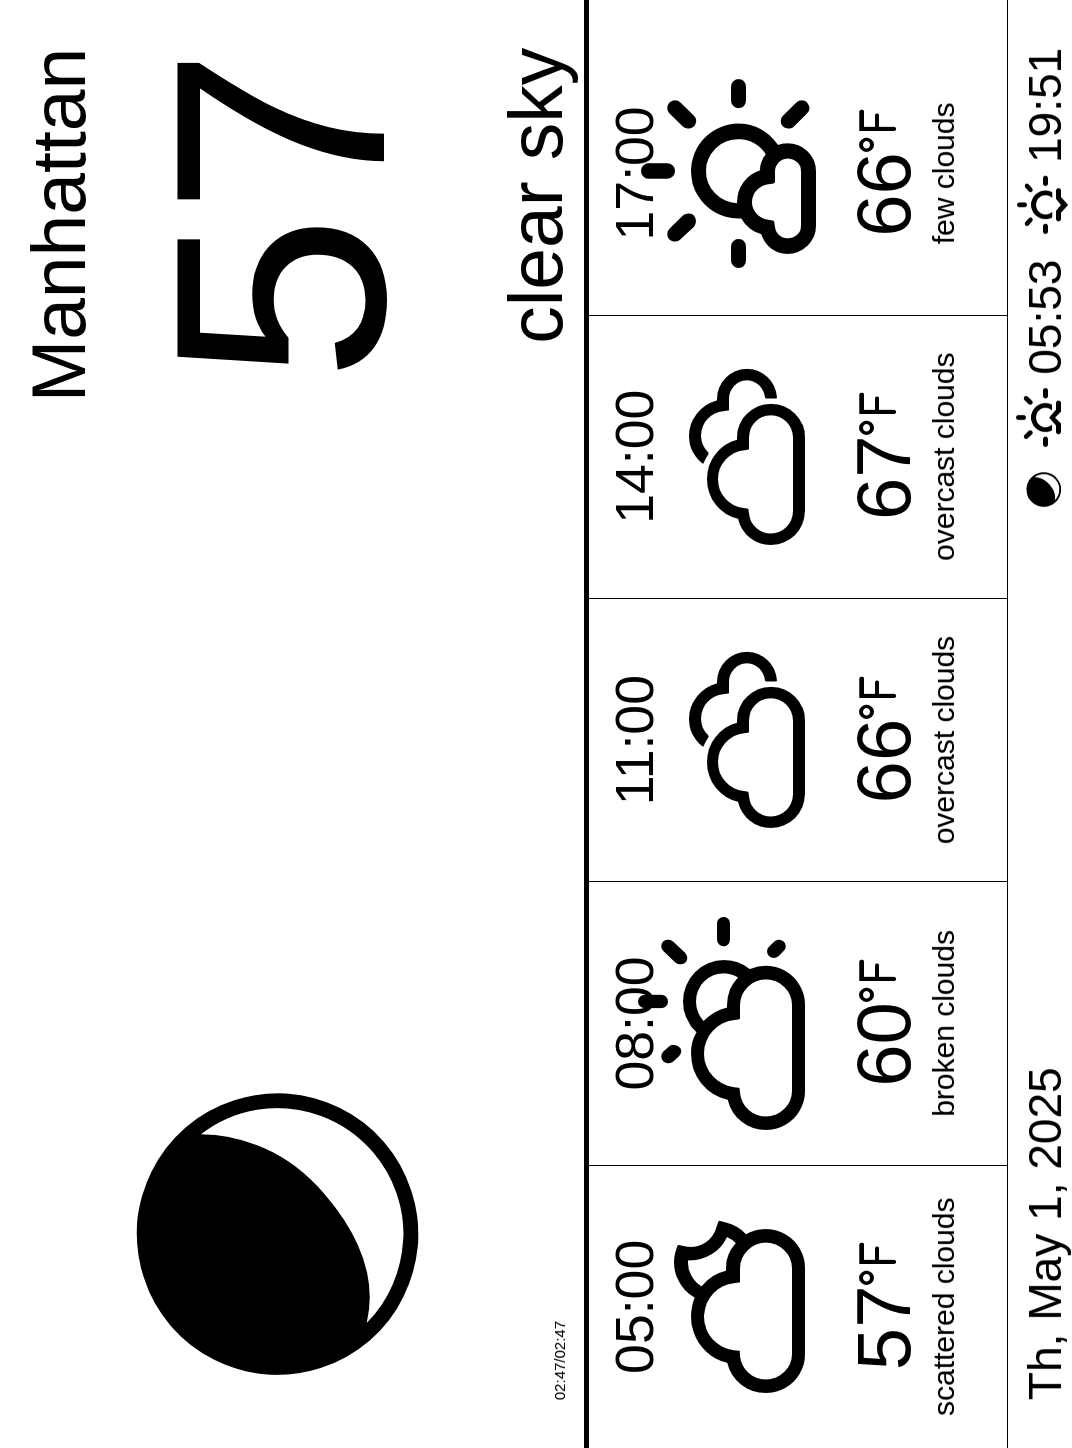 Manhattan
57
clear sky
02:47/02:47
05:00
57°F
scattered clouds
08:00
60°F
broken clouds
11:00
66°F
overcast clouds
14:00
67°F
overcast clouds
17:00
66°F
few clouds
Th, May 1, 2025
05:53
19:51